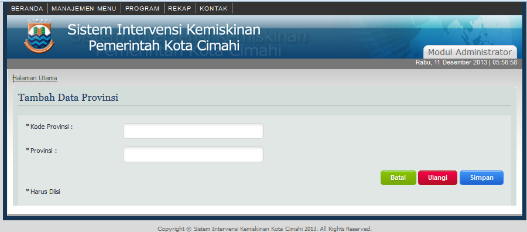 BERANDA MANAJEMEN MENU PROGRAM REKAP KONTAK
Sistem Intervensi Kemiskinan
Pemerintah Kota Cimahi
Modul Administrator
Rabu, 11 Desember 2013 | 05:58:58
Halaman Utama
Tambah Data Provinsi
* Kode Provinsi :
* Provinsi :
Batal Ulangi Simpan
* Harus Diisi
Copyright © Sistem Intervensi Kemiskinan Kota Cimahi 2013. All Rights Reserved.